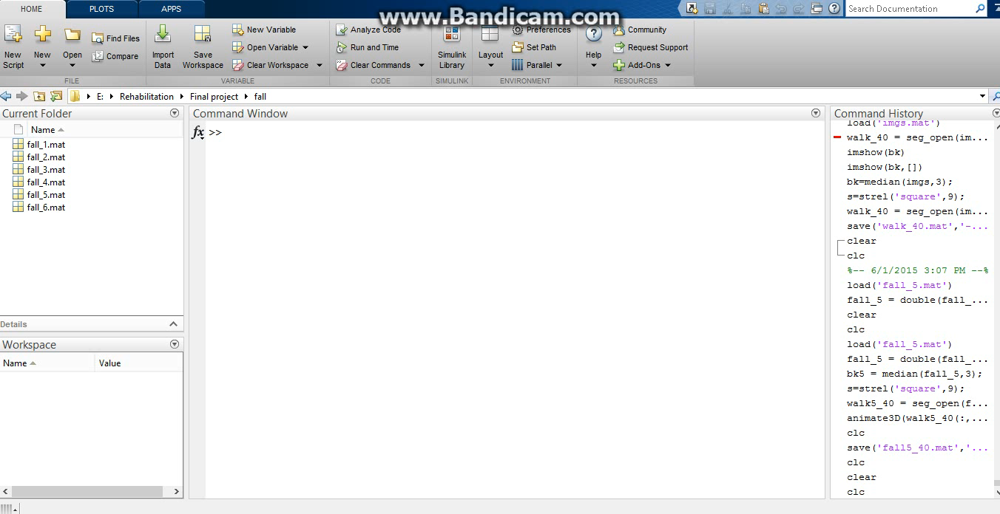 HOME PLOTS APPS
www.Bandicam.com
Search Documentation
New Script
New
Open
Find Files
Compare
FILE
Import Data
Save Workspace
New Variable
Open Variable
Clear Workspace
VARIABLE
Analyze Code
Run and Time
Clear Commands
CODE
Simulink Library
SIMULINK
Layout
Preferences
Set Path
Parallel
ENVIRONMENT
Help
Community
Request Support
Add-Ons
RESOURCES
E: Rehabilitation Final project fall
Current Folder
Name
fall_1.mat
fall_2.mat
fall_3.mat
fall_4.mat
fall_5.mat
fall_6.mat
Details
Workspace
Name Value
Command Window
fx >>
Command History
load('imgs.mat')
walk_40 = seg_open(im...
imshow(bk)
imshow(bk,[])
bk=median(imgs,3);
s=strel('square',9);
walk_40 = seg_open(im...
save('walk_40.mat','-...
clear
clc
%-- 6/1/2015 3:07 PM --%
load('fall_5.mat')
fall_5 = double(fall_...
clear
clc
load('fall_5.mat')
fall_5 = double(fall_...
bk5 = median(fall_5,3);
s=strel('square',9);
walk5_40 = seg_open(f...
animate3D(walk5_40(:,...
clc
save('fall5_40.mat','...
clc
clear
clc